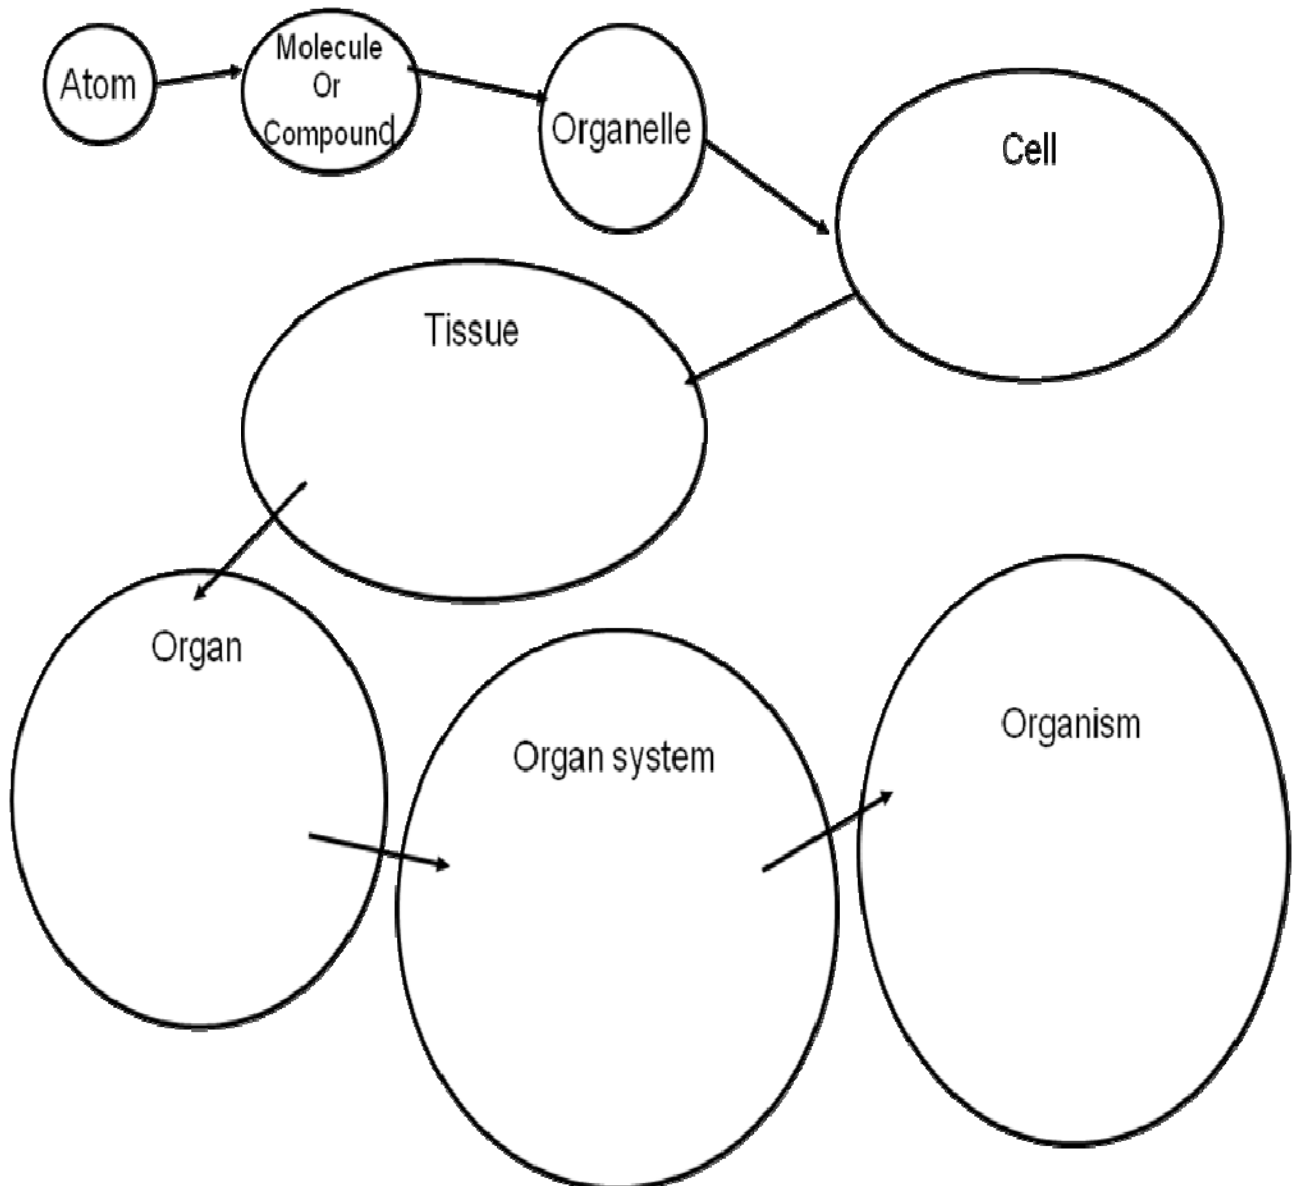 Atom
Molecule
Or
Compound
Organelle
Cell
Tissue
Organ
Organ system
Organism